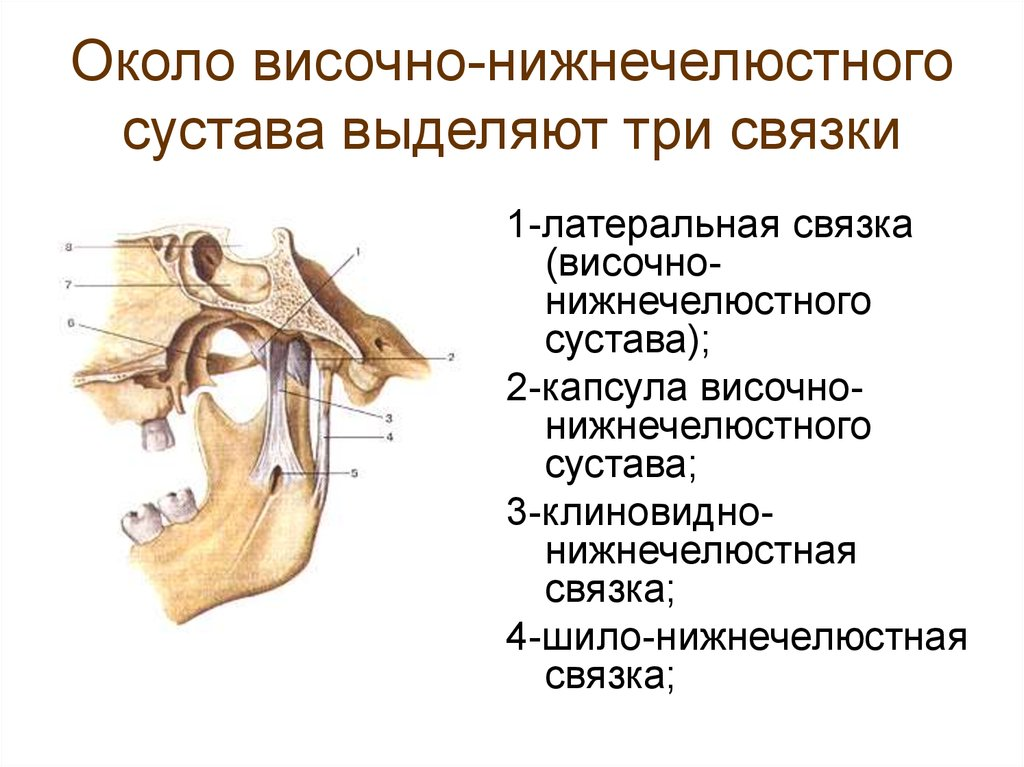 Около височно-нижнечелюстного
сустава выделяют три связки
1-латеральная связка
(височно-
нижнечелюстного
сустава);
2-капсула височно-
нижнечелюстного
сустава;
3-клиновидно-
нижнечелюстная
связка;
4-шило-нижнечелюстная
связка;
8
1
7
6
2
3
4
5